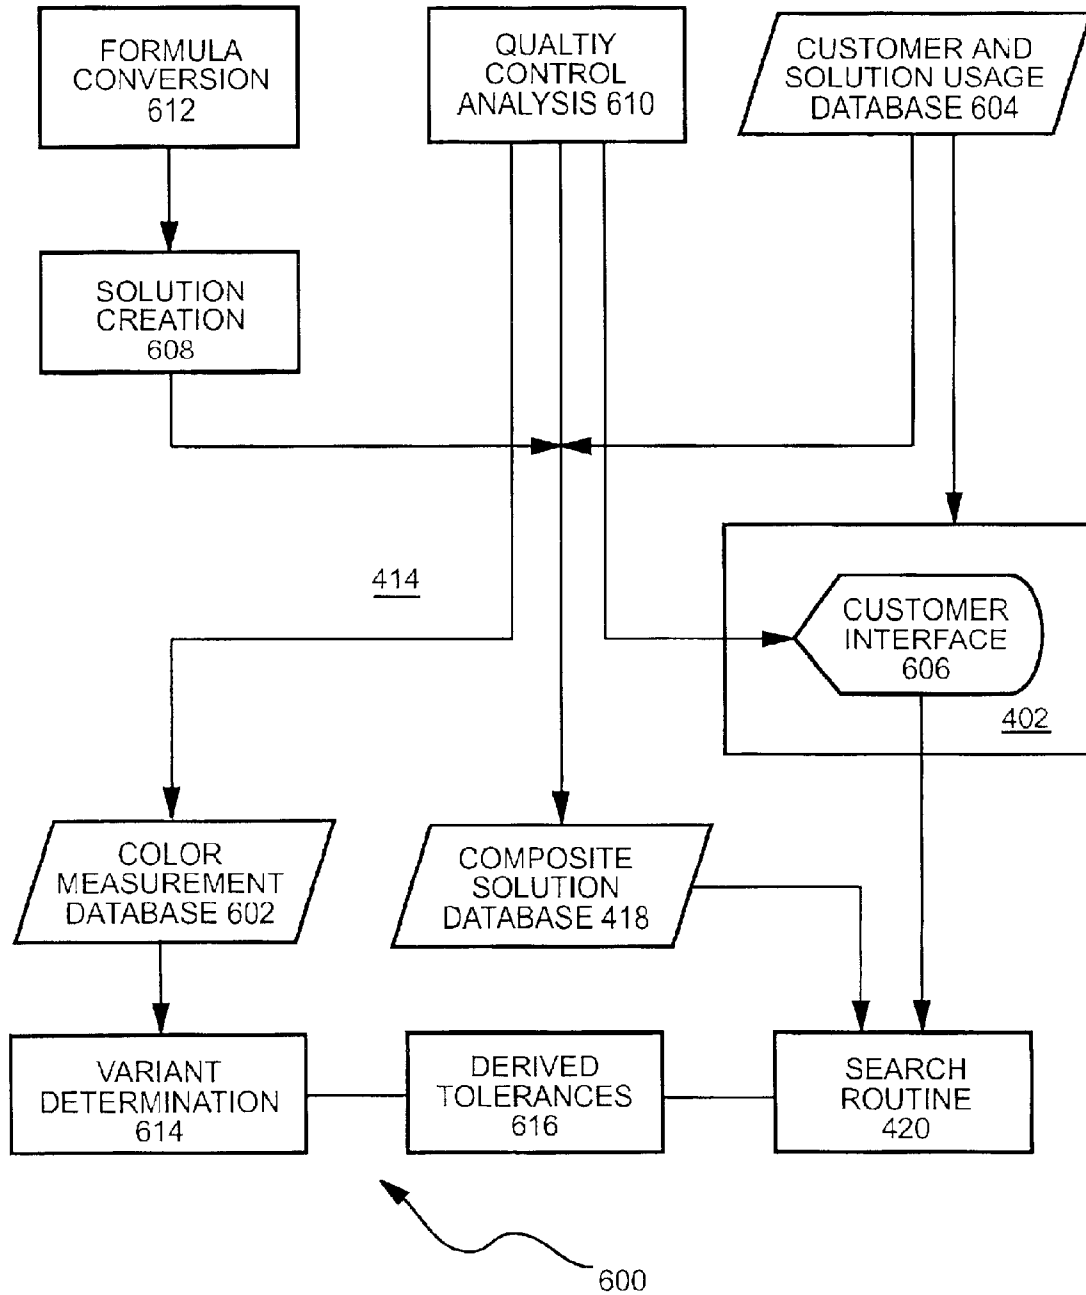 FORMULA
CONVERSION
612
QUALTIY
CONTROL
ANALYSIS 610
CUSTOMER AND
SOLUTION USAGE
DATABASE 604
SOLUTION
CREATION
608
414
CUSTOMER
INTERFACE
606
402
COLOR
MEASUREMENT
DATABASE 602
COMPOSITE
SOLUTION
DATABASE 418
VARIANT
DETERMINATION
614
DERIVED
TOLERANCES
616
SEARCH
ROUTINE
420
600